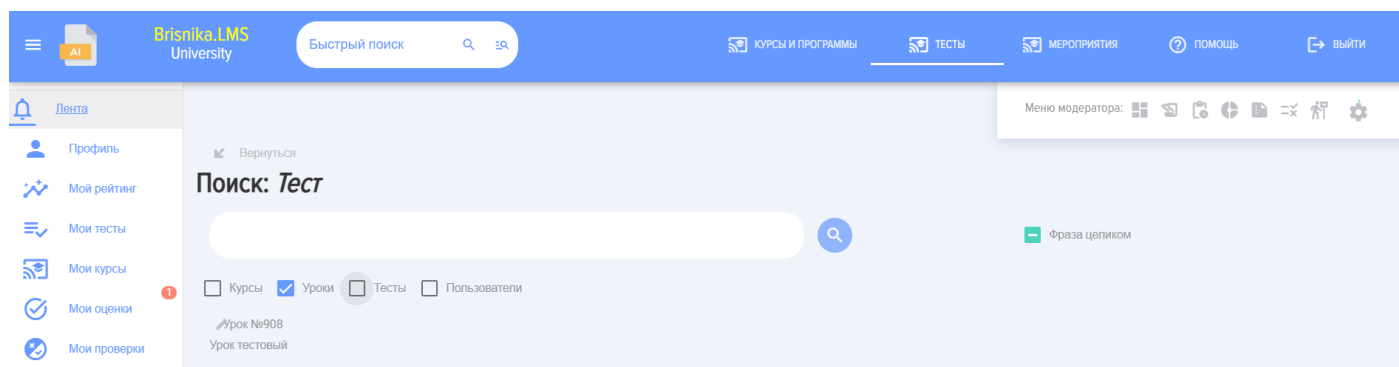 AI
Brisnika.LMS
University
Быстрый поиск
КУРСЫ И ПРОГРАММЫ
ТЕСТЫ
МЕРОПРИЯТИЯ
ПОМОЩЬ
ВЫЙТИ
Лента
Меню модератора:
Профиль
Вернуться
Мой рейтинг
Поиск: Тест
Мои тесты
Фраза целиком
Мои курсы
Курсы
Уроки
Тесты
Пользователи
1
Мои оценки
Урок №908
Урок тестовый
Мои проверки